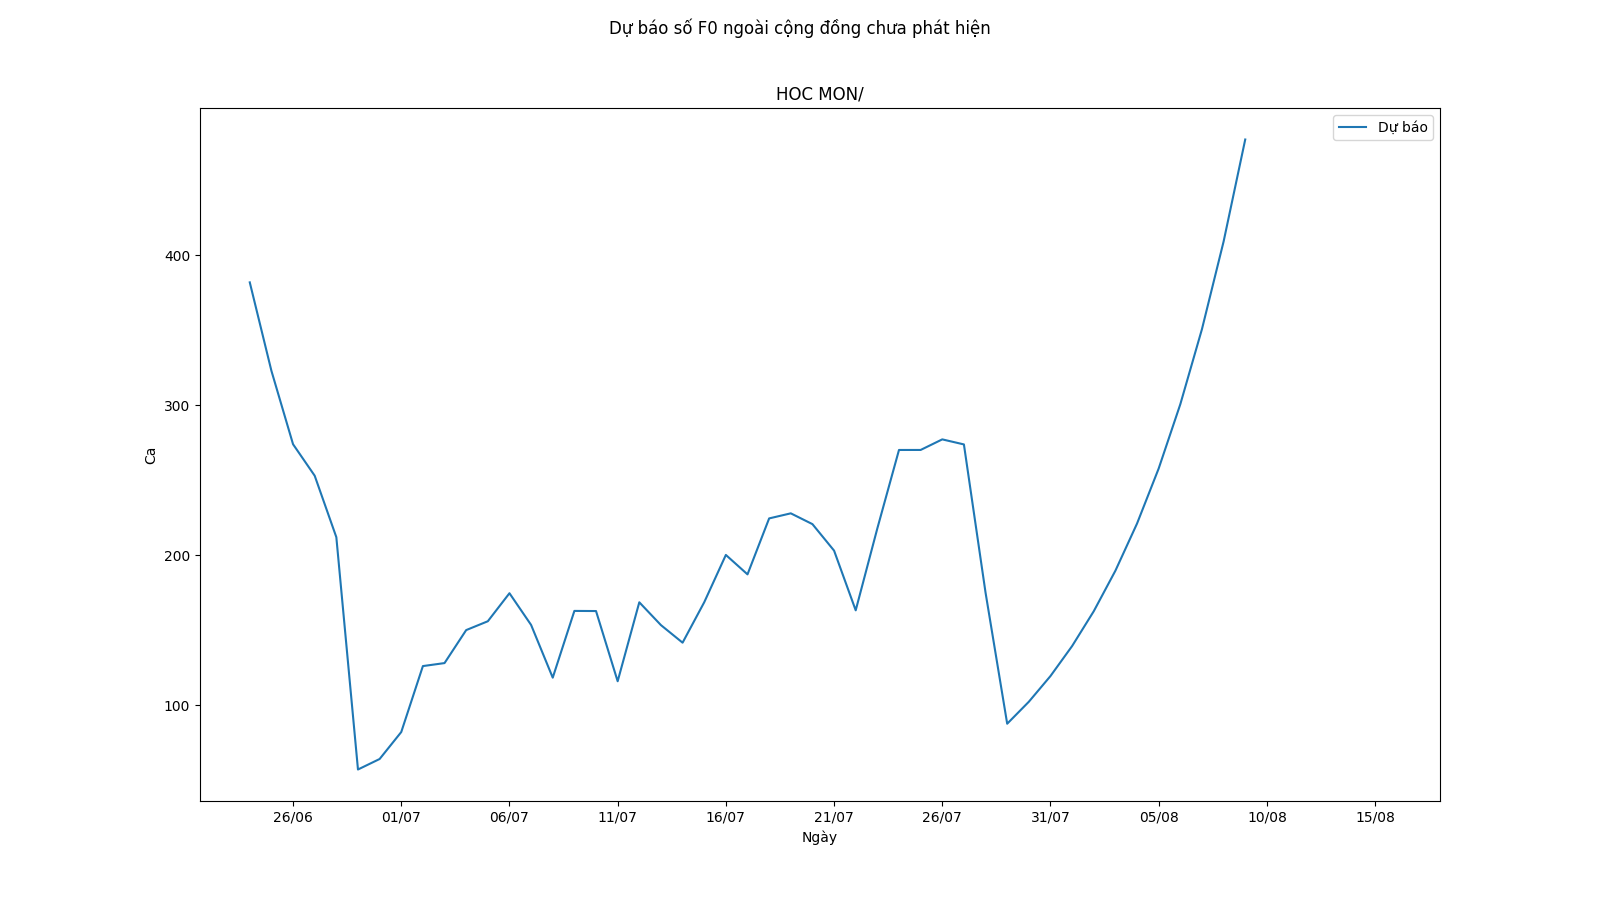 Dự báo số F0 ngoài cộng đồng chưa phát hiện
HOC MON/
Dự báo
400
300
200
100
Ca
26/06 01/07 06/07 11/07 16/07 21/07 26/07 31/07 05/08 10/08 15/08
Ngày